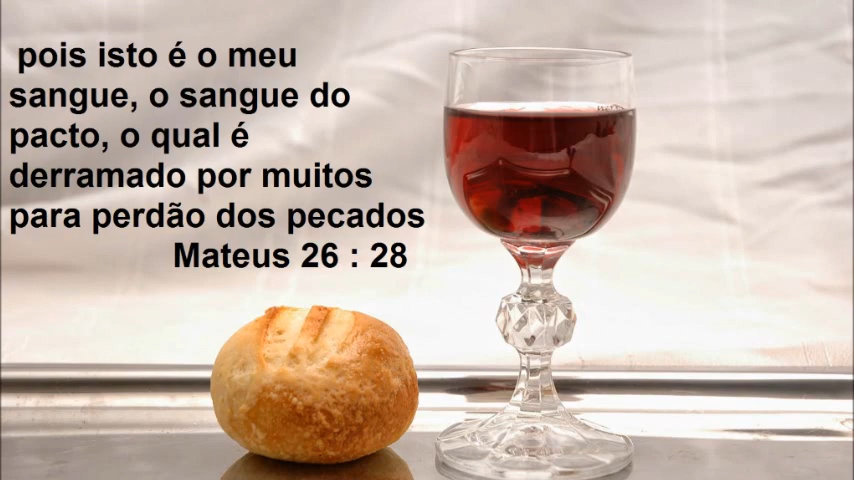 pois isto é o meu
sangue, o sangue do
pacto, o qual é
derramado por muitos
para perdão dos pecados
Mateus 26 : 28